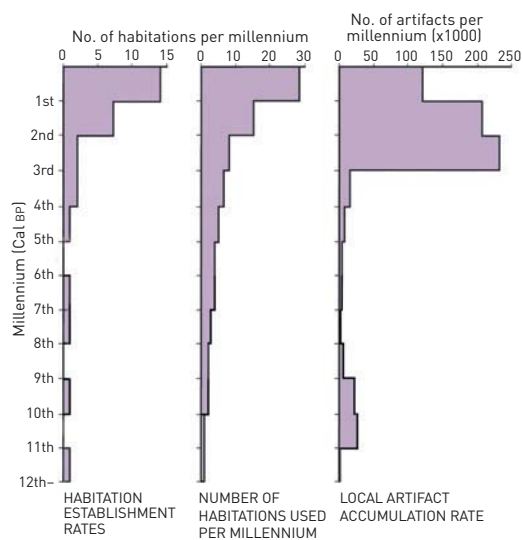 No. of habitations per millennium
No. of artifacts per
millennium (x1000)
0 5 10 15
0 10 20 30
0 50 100 150 200 250
Millennium (Cal BP)
1st
2nd
3rd
4th
5th
6th
7th
8th
9th
10th
11th
12th–
HABITATION
ESTABLISHMENT
RATES
NUMBER OF
HABITATIONS USED
PER MILLENNIUM
LOCAL ARTIFACT
ACCUMULATION RATE